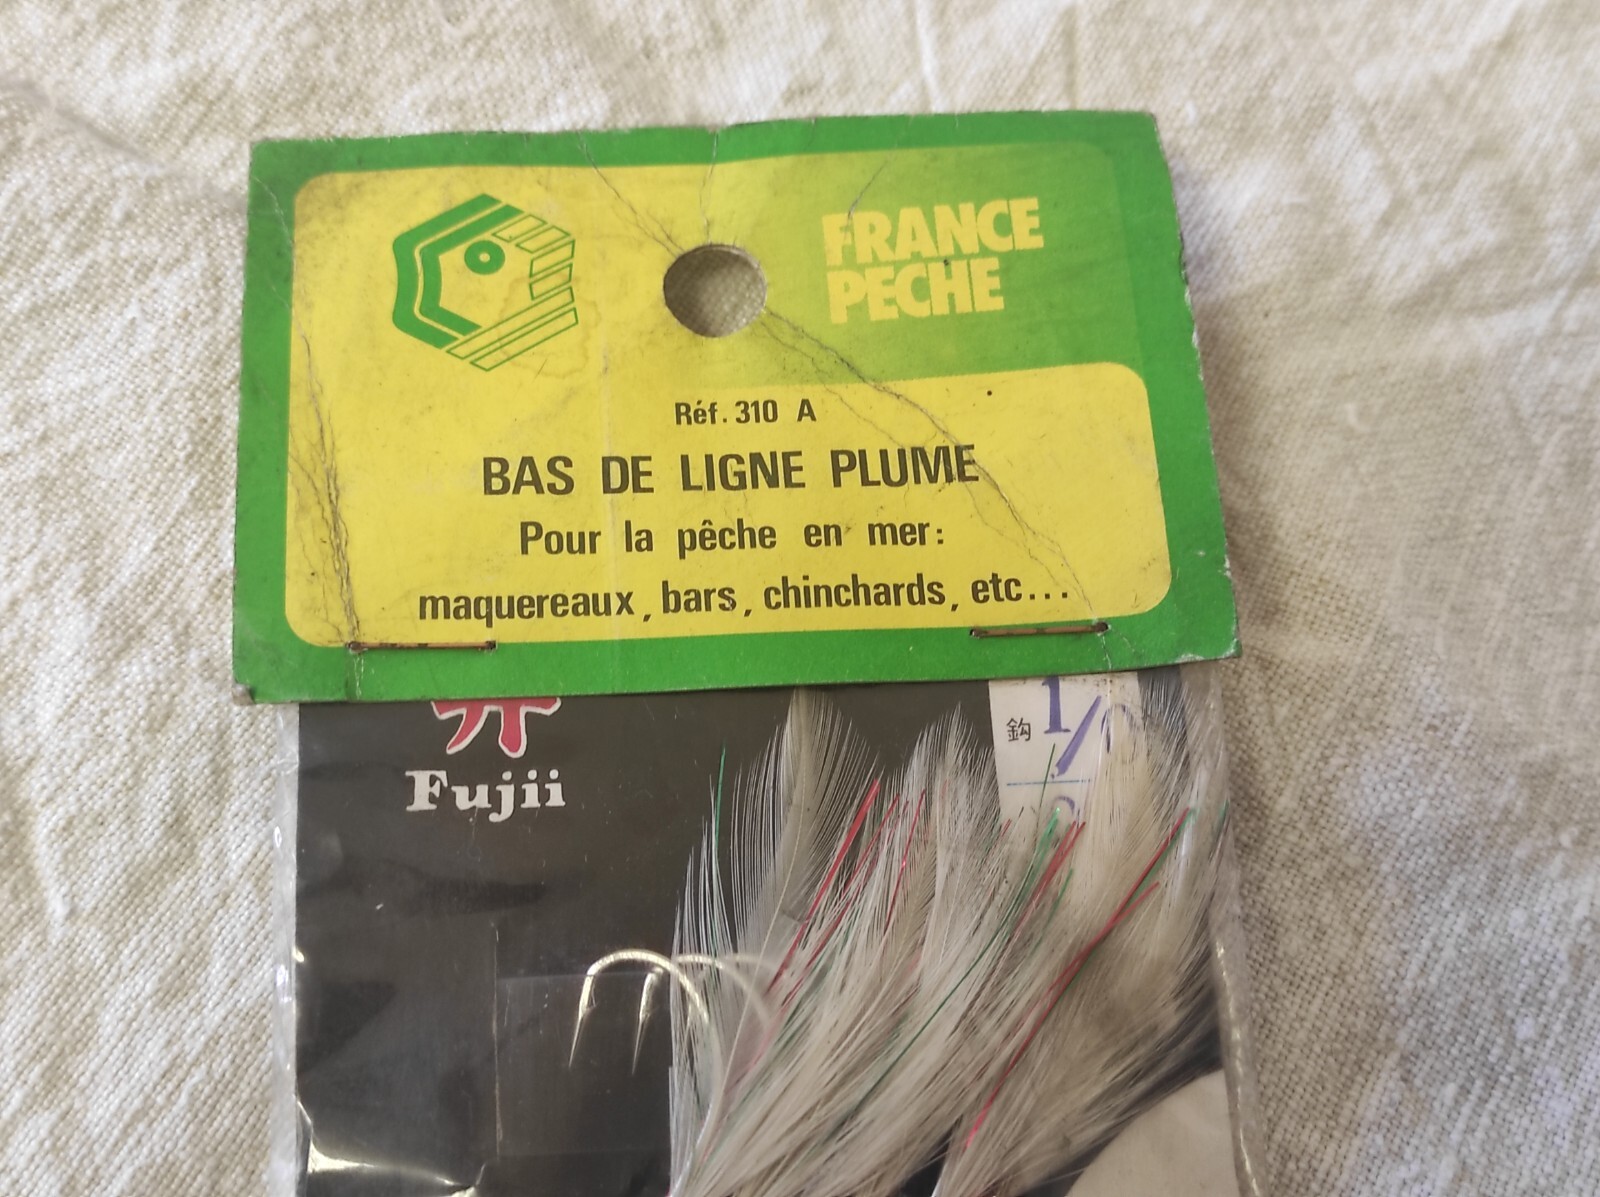 FRANCE
PECHE
Réf. 310 A
BAS DE LIGNE PLUME
Pour la pêche en mer:
maquereaux, bars, chinchards, etc...
Fujii
鈎 1/